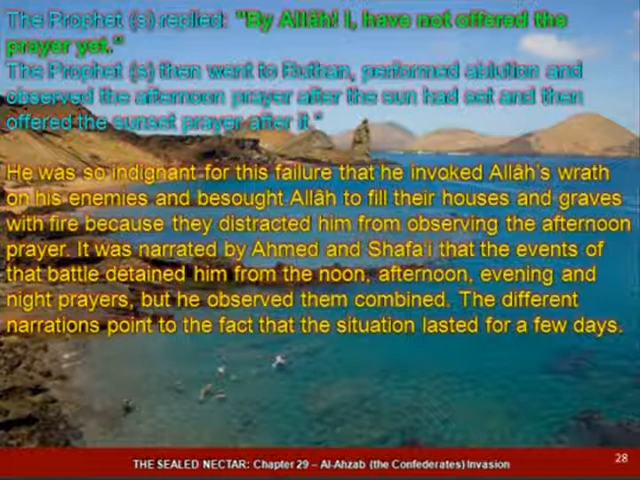 The Prophet (s) replied: "By Allâh! I, have not offered the
prayer yet."
The Prophet (s) then went to Buthan, performed ablution and
observed the afternoon prayer after the sun had set and then
offered the sunset prayer after it."
He was so indignant for this failure that he invoked Allâh's wrath
on his enemies and besought Allâh to fill their houses and graves
with fire because they distracted him from observing the afternoon
prayer. It was narrated by Ahmed and Shafa'i that the events of
that battle detained him from the noon, afternoon, evening and
night prayers, but he observed them combined. The different
narrations point to the fact that the situation lasted for a few days.
THE SEALED NECTAR: Chapter 29 – Al-Ahzab (the Confederates) Invasion
28